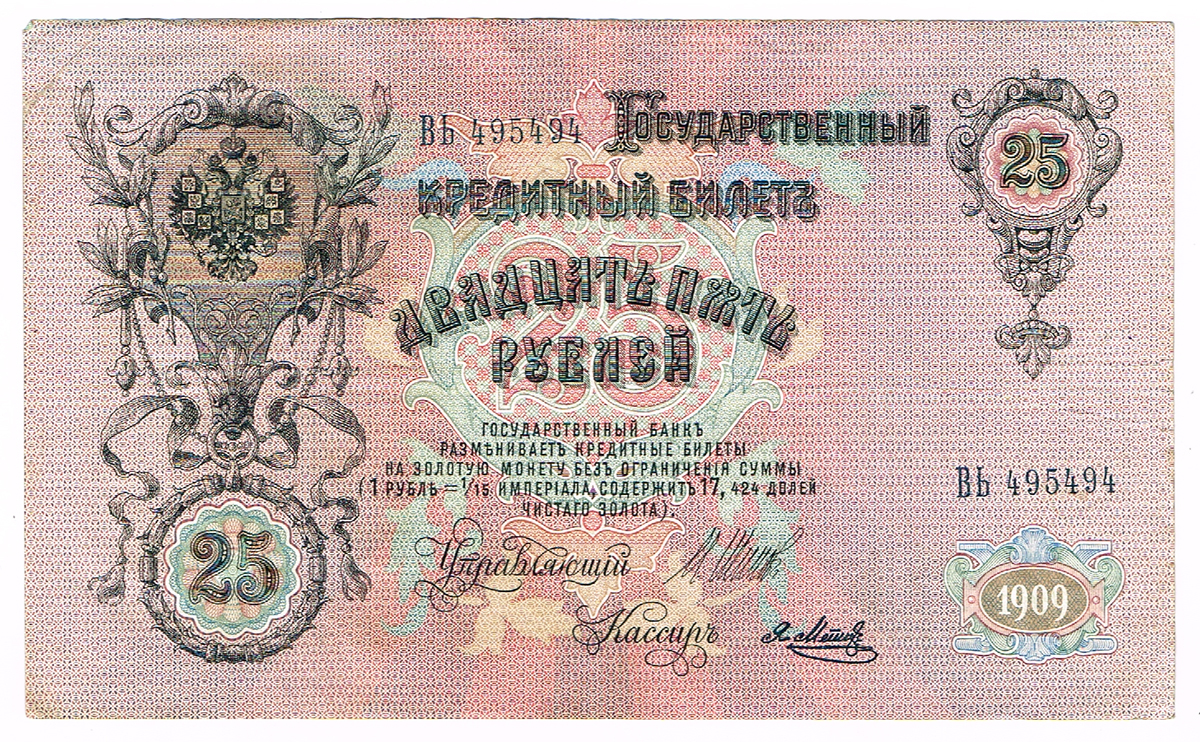 ВЬ 495494 ГОСУДАРСТВЕННЫЙ
25
КРЕДИТНЫЙ БИЛЕТЪ
ДВАДЦАТЬ ПЯТЬ
РУБЛЕЙ
25
ГОСУДАРСТВЕННЫЙ БАНКЪ
РАЗМѢНИВАЕТЪ КРЕДИТНЫЕ БИЛЕТЫ
НА ЗОЛОТУЮ МОНЕТУ БЕЗЪ ОГРАНИЧЕНІЯ СУММЫ
(1 РУБЛЬ = 1/15 ИМПЕРІАЛА, СОДЕРЖИТЪ 17, 424 ДОЛЕЙ
ЧИСТАГО ЗОЛОТА).
ВЬ 495494
25
Управляющій
Кассиръ
1909